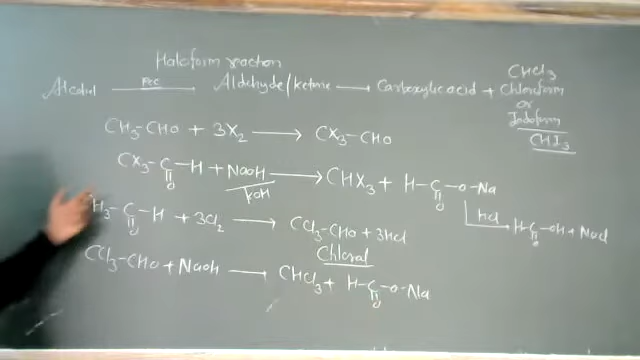 Haloform reaction
Alcohol —PCC→ Aldehyde/ketone ⟶ Carboxylic acid + CHCl3
Chloroform
or
Iodoform
CHI3
CH3-CHO + 3X2 ⟶ CX3-CHO
CX3-C-H + NaOH ⟶ CHX3 + H-C-O-Na
O KOH O
HCl ⟶ H-C-OH + NaCl
O
H3-C-H + 3Cl2 ⟶ CCl3-CHO + 3HCl
O
Chloral
CCl3-CHO + NaOH ⟶ CHCl3 + H-C-O-Na
O